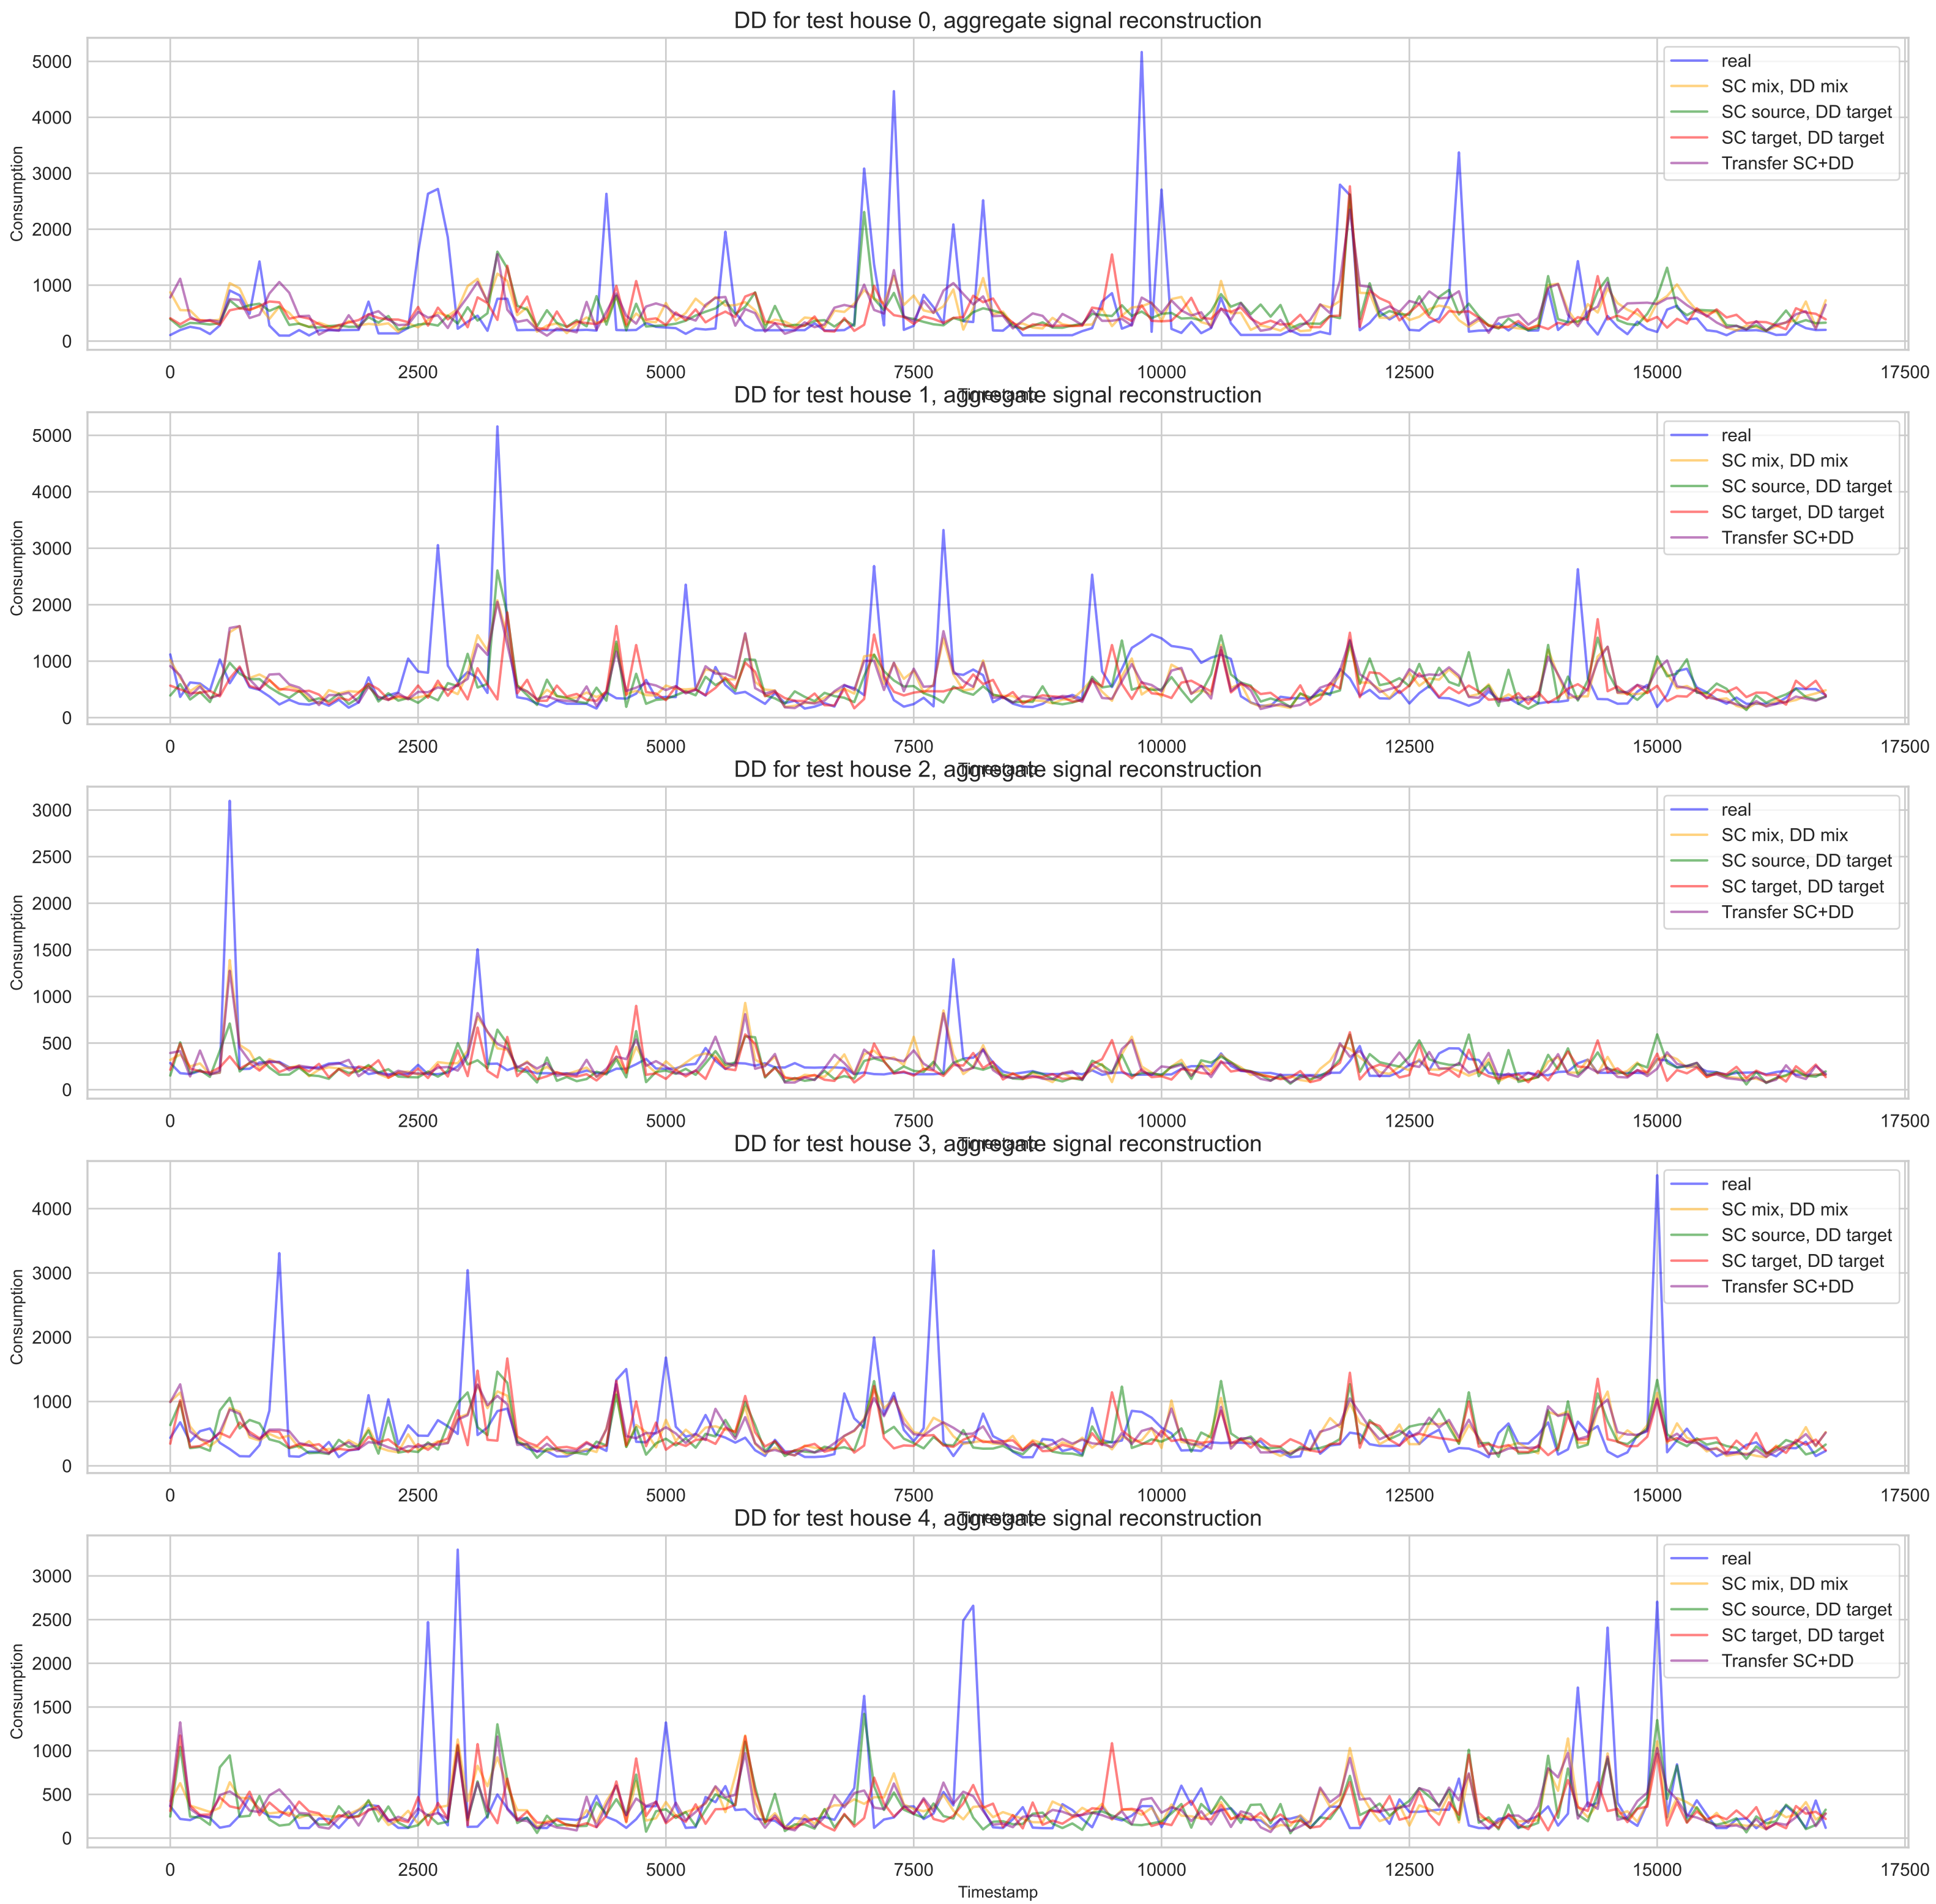 DD for test house 0, aggregate signal reconstruction
5000
4000
3000
2000
1000
0
Consumption
real
SC mix, DD mix
SC source, DD target
SC target, DD target
Transfer SC+DD
0 2500 5000 7500 10000 12500 15000 17500
Timestamp
DD for test house 1, aggregate signal reconstruction
5000
4000
3000
2000
1000
0
Consumption
real
SC mix, DD mix
SC source, DD target
SC target, DD target
Transfer SC+DD
0 2500 5000 7500 10000 12500 15000 17500
Timestamp
DD for test house 2, aggregate signal reconstruction
3000
2500
2000
1500
1000
500
0
Consumption
real
SC mix, DD mix
SC source, DD target
SC target, DD target
Transfer SC+DD
0 2500 5000 7500 10000 12500 15000 17500
Timestamp
DD for test house 3, aggregate signal reconstruction
4000
3000
2000
1000
0
Consumption
real
SC mix, DD mix
SC source, DD target
SC target, DD target
Transfer SC+DD
0 2500 5000 7500 10000 12500 15000 17500
Timestamp
DD for test house 4, aggregate signal reconstruction
3000
2500
2000
1500
1000
500
0
Consumption
real
SC mix, DD mix
SC source, DD target
SC target, DD target
Transfer SC+DD
0 2500 5000 7500 10000 12500 15000 17500
Timestamp